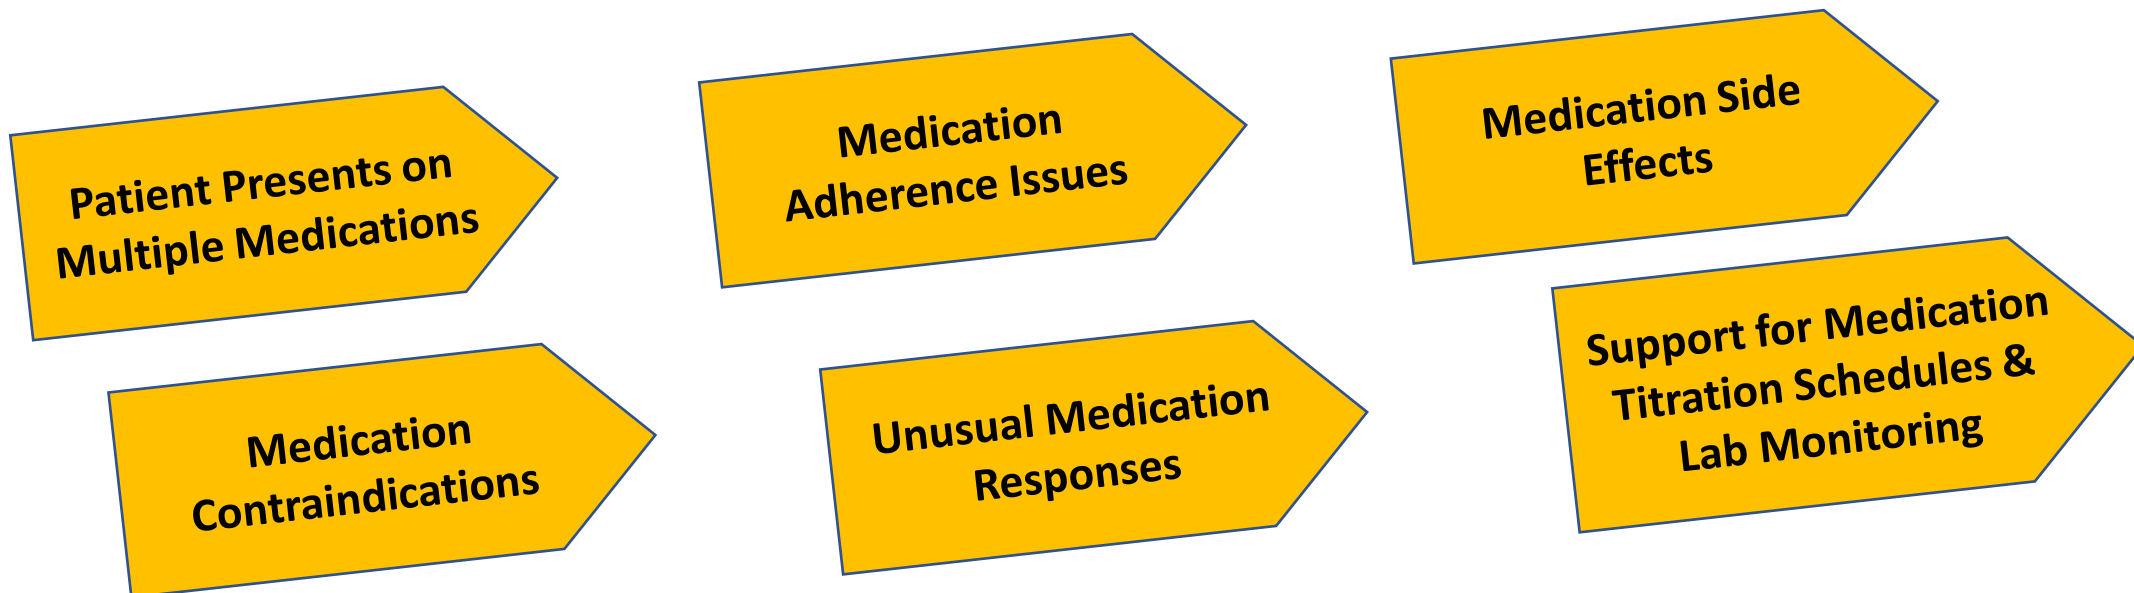 Patient Presents on
Multiple Medications
Medication
Adherence Issues
Medication Side
Effects
Medication
Contraindications
Unusual Medication
Responses
Support for Medication
Titration Schedules &
Lab Monitoring